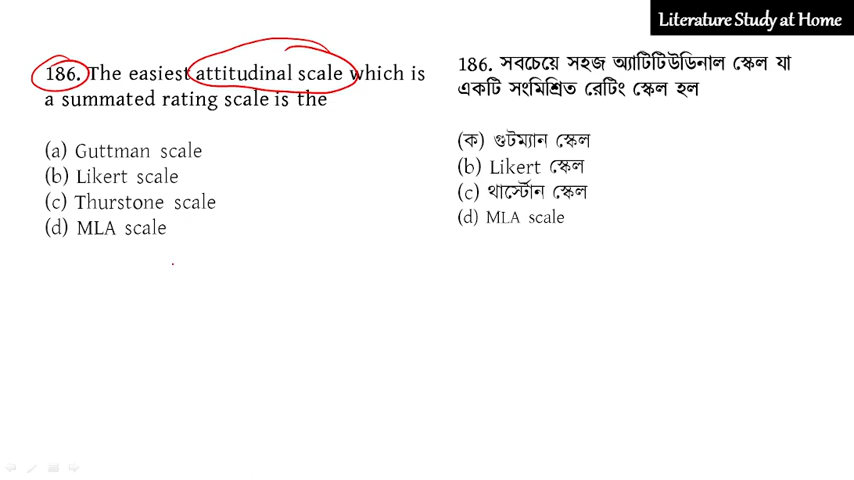 Literature Study at Home
186. The easiest attitudinal scale which is
a summated rating scale is the
(a) Guttman scale
(b) Likert scale
(c) Thurstone scale
(d) MLA scale
186. সবচেয়ে সহজ অ্যাটিটিউডিনাল স্কেল যা
একটি সংমিশ্রিত রেটিং স্কেল হল
(ক) গুটম্যান স্কেল
(b) Likert স্কেল
(c) থার্স্টোন স্কেল
(d) MLA scale